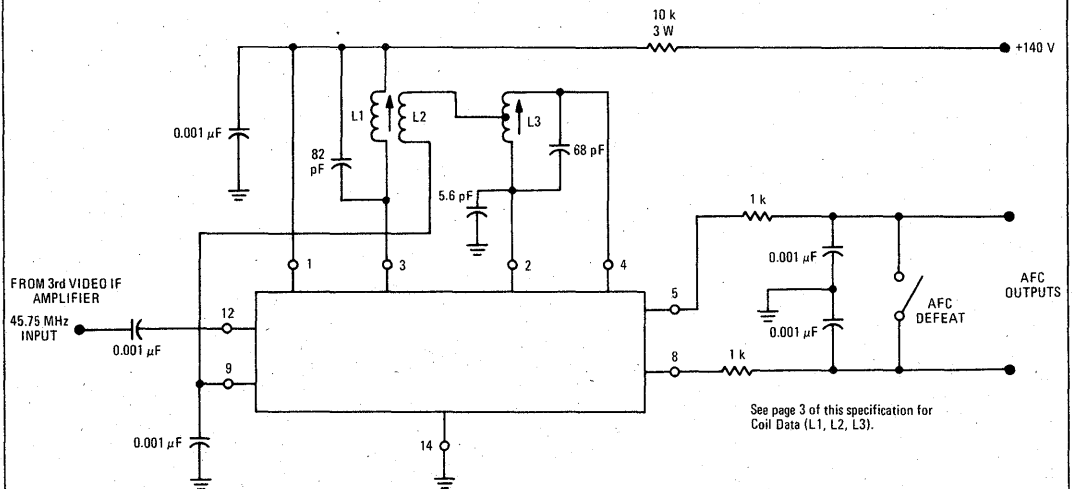 10 k
3 W
+140 V
0.001 μF
82
pF
L1
L2
L3
68 pF
5.6 pF
1 k
1
3
2
4
FROM 3rd VIDEO IF
AMPLIFIER
45.75 MHz
INPUT
0.001 μF
12
5
0.001 μF
AFC
DEFEAT
AFC
OUTPUTS
0.001 μF
9
8
1 k
0.001 μF
14
See page 3 of this specification for
Coil Data (L1, L2, L3).